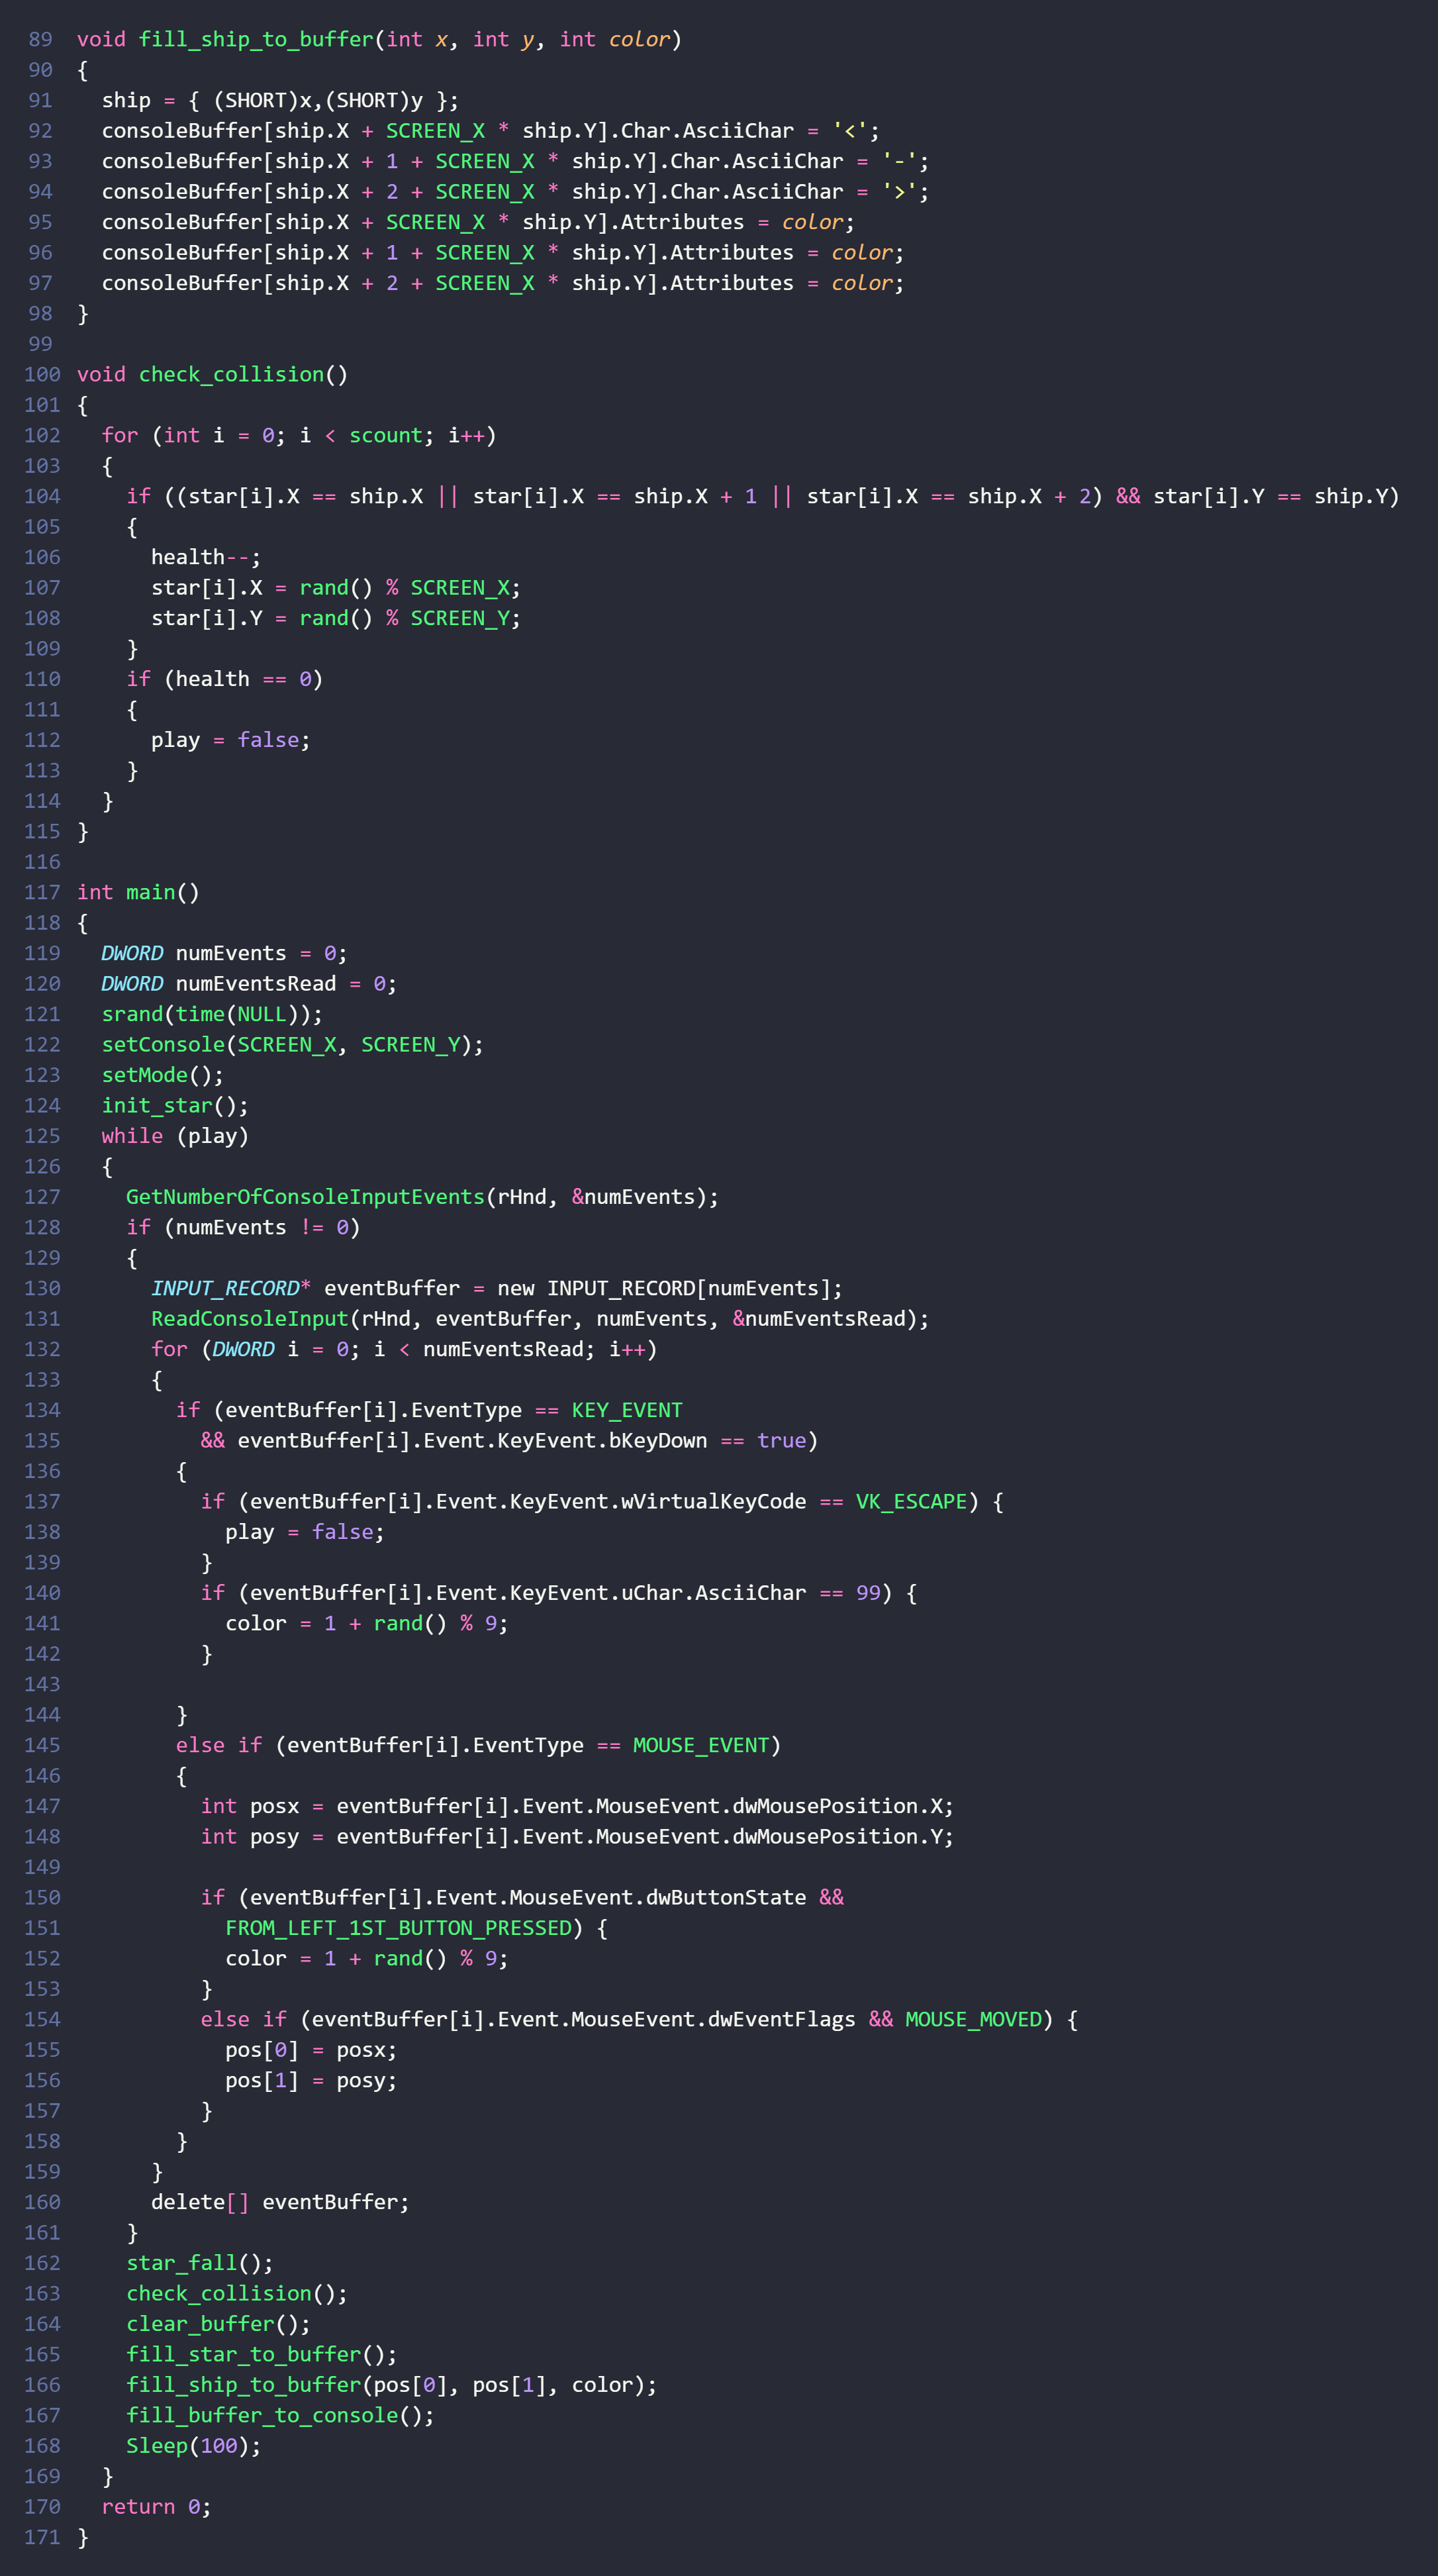 89 void fill_ship_to_buffer(int x, int y, int color)
90 {
91   ship = { (SHORT)x,(SHORT)y };
92   consoleBuffer[ship.X + SCREEN_X * ship.Y].Char.AsciiChar = '<';
93   consoleBuffer[ship.X + 1 + SCREEN_X * ship.Y].Char.AsciiChar = '-';
94   consoleBuffer[ship.X + 2 + SCREEN_X * ship.Y].Char.AsciiChar = '>';
95   consoleBuffer[ship.X + SCREEN_X * ship.Y].Attributes = color;
96   consoleBuffer[ship.X + 1 + SCREEN_X * ship.Y].Attributes = color;
97   consoleBuffer[ship.X + 2 + SCREEN_X * ship.Y].Attributes = color;
98 }
99
100 void check_collision()
101 {
102   for (int i = 0; i < scount; i++)
103   {
104     if ((star[i].X == ship.X || star[i].X == ship.X + 1 || star[i].X == ship.X + 2) && star[i].Y == ship.Y)
105     {
106       health--;
107       star[i].X = rand() % SCREEN_X;
108       star[i].Y = rand() % SCREEN_Y;
109     }
110     if (health == 0)
111     {
112       play = false;
113     }
114   }
115 }
116
117 int main()
118 {
119   DWORD numEvents = 0;
120   DWORD numEventsRead = 0;
121   srand(time(NULL));
122   setConsole(SCREEN_X, SCREEN_Y);
123   setMode();
124   init_star();
125   while (play)
126   {
127     GetNumberOfConsoleInputEvents(rHnd, &numEvents);
128     if (numEvents != 0)
129     {
130       INPUT_RECORD* eventBuffer = new INPUT_RECORD[numEvents];
131       ReadConsoleInput(rHnd, eventBuffer, numEvents, &numEventsRead);
132       for (DWORD i = 0; i < numEventsRead; i++)
133       {
134         if (eventBuffer[i].EventType == KEY_EVENT
135           && eventBuffer[i].Event.KeyEvent.bKeyDown == true)
136         {
137           if (eventBuffer[i].Event.KeyEvent.wVirtualKeyCode == VK_ESCAPE) {
138             play = false;
139           }
140           if (eventBuffer[i].Event.KeyEvent.uChar.AsciiChar == 99) {
141             color = 1 + rand() % 9;
142           }
143
144         }
145         else if (eventBuffer[i].EventType == MOUSE_EVENT)
146         {
147           int posx = eventBuffer[i].Event.MouseEvent.dwMousePosition.X;
148           int posy = eventBuffer[i].Event.MouseEvent.dwMousePosition.Y;
149
150           if (eventBuffer[i].Event.MouseEvent.dwButtonState &&
151             FROM_LEFT_1ST_BUTTON_PRESSED) {
152             color = 1 + rand() % 9;
153           }
154           else if (eventBuffer[i].Event.MouseEvent.dwEventFlags && MOUSE_MOVED) {
155             pos[0] = posx;
156             pos[1] = posy;
157           }
158         }
159       }
160       delete[] eventBuffer;
161     }
162     star_fall();
163     check_collision();
164     clear_buffer();
165     fill_star_to_buffer();
166     fill_ship_to_buffer(pos[0], pos[1], color);
167     fill_buffer_to_console();
168     Sleep(100);
169   }
170   return 0;
171 }